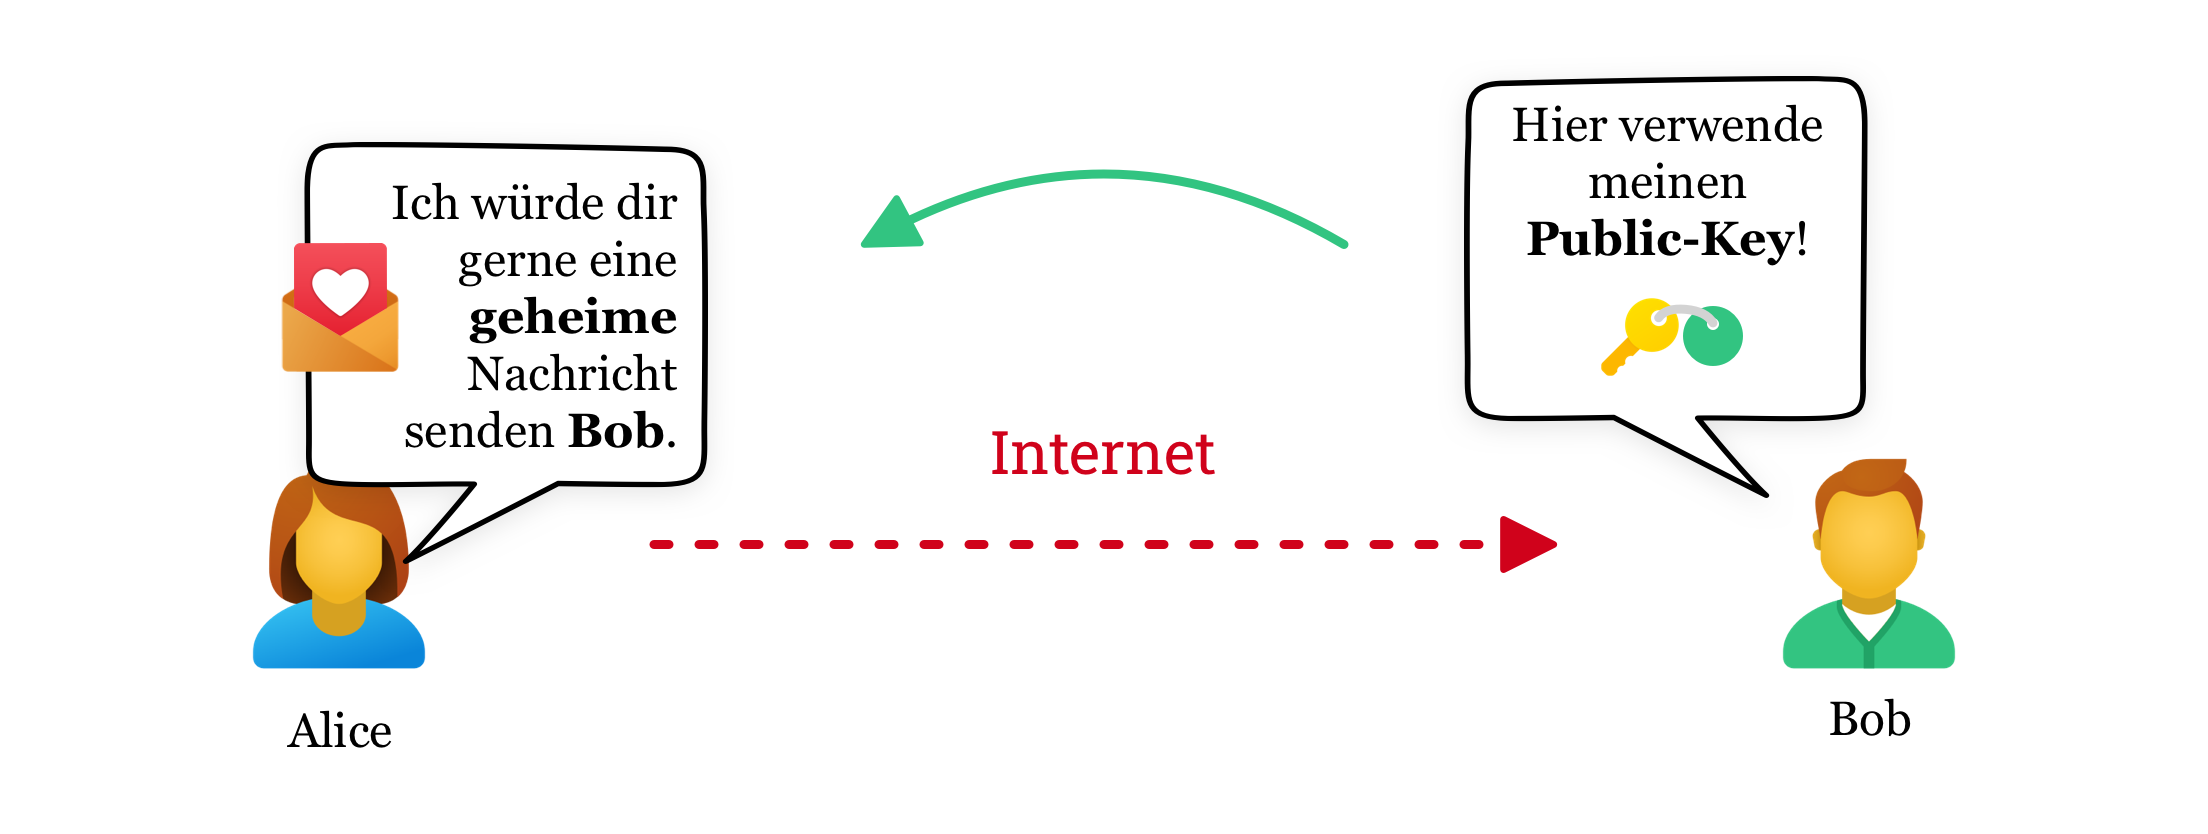 Ich würde dir
gerne eine
geheime
Nachricht
senden Bob.
Hier verwende
meinen
Public-Key!
Internet
Alice
Bob